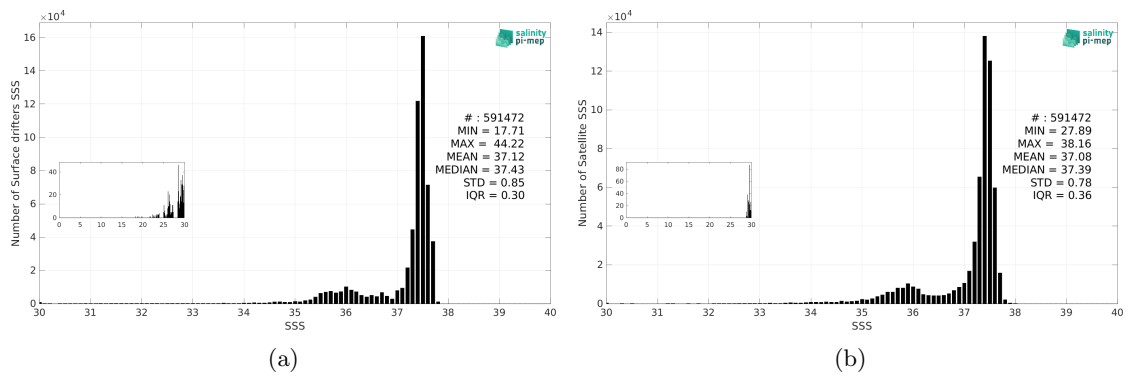 ×10⁴
16
14
12
10
8
6
4
2
0
Number of Surface drifters SSS
salinity
pi-mep
# : 591472
MIN = 17.71
MAX = 44.22
MEAN = 37.12
MEDIAN = 37.43
STD = 0.85
IQR = 0.30
40
20
0
0 5 10 15 20 25 30
30 31 32 33 34 35 36 37 38 39 40
SSS
(a)
×10⁴
14
12
10
8
6
4
2
0
Number of Satellite SSS
salinity
pi-mep
# : 591472
MIN = 27.89
MAX = 38.16
MEAN = 37.08
MEDIAN = 37.39
STD = 0.78
IQR = 0.36
80
60
40
20
0
0 5 10 15 20 25 30
30 31 32 33 34 35 36 37 38 39 40
SSS
(b)